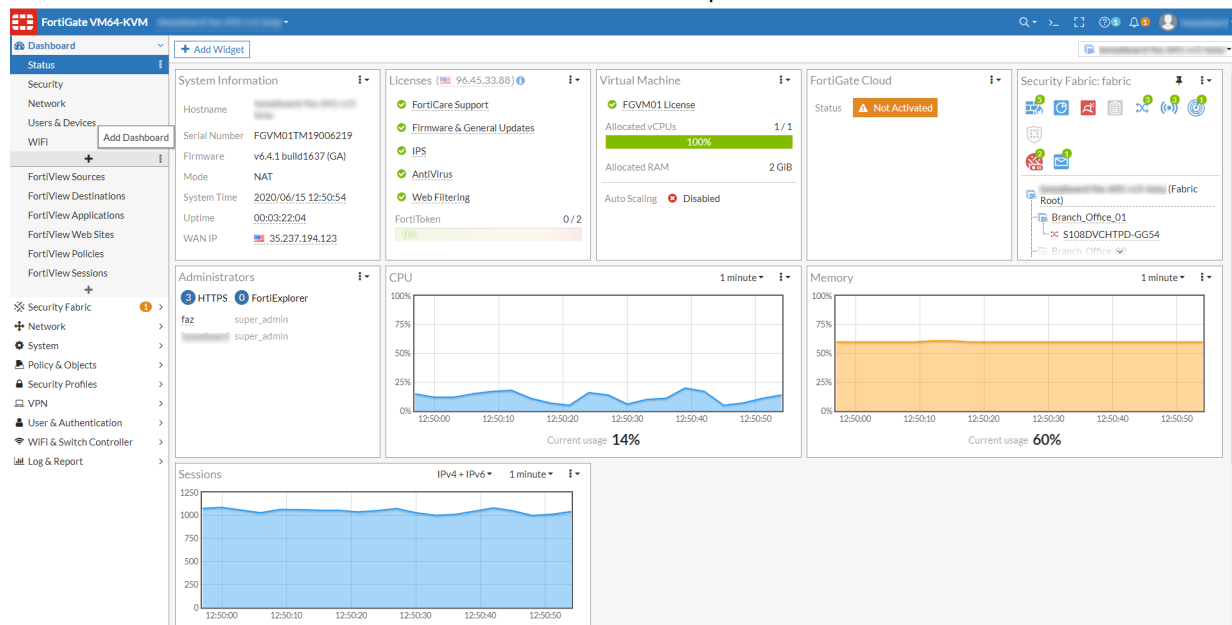 FortiGate VM64-KVM
1
1
Dashboard
Status
Security
Network
Users & Devices
WiFi
Add Dashboard
+
FortiView Sources
FortiView Destinations
FortiView Applications
FortiView Web Sites
FortiView Policies
FortiView Sessions
+
Security Fabric 1
Network
System
Policy & Objects
Security Profiles
VPN
User & Authentication
WiFi & Switch Controller
Log & Report
+ Add Widget
System Information
Hostname
Serial Number FGVM01TM19006219
Firmware v6.4.1 build1637 (GA)
Mode NAT
System Time 2020/06/15 12:50:54
Uptime 00:03:22:04
WAN IP 35.237.194.123
Licenses (96.45.33.88)
FortiCare Support
Firmware & General Updates
IPS
AntiVirus
Web Filtering
FortiToken 0/2
0%
Virtual Machine
FGVM01 License
Allocated vCPUs 1/1
100%
Allocated RAM 2 GiB
Auto Scaling Disabled
FortiGate Cloud
Status Not Activated
Security Fabric: fabric
5 3 5 1
2 1
(Fabric
Root)
Branch_Office_01
S108DVCHTPD-GG54
Branch_Office
Administrators
3 HTTPS 0 FortiExplorer
faz super_admin
super_admin
CPU 1 minute
100%
75%
50%
25%
0%
12:50:00 12:50:10 12:50:20 12:50:30 12:50:40 12:50:50
Current usage 14%
Memory 1 minute
100%
75%
50%
25%
0%
12:50:00 12:50:10 12:50:20 12:50:30 12:50:40 12:50:50
Current usage 60%
Sessions IPv4 + IPv6 1 minute
1250
1000
750
500
250
0
12:50:00 12:50:10 12:50:20 12:50:30 12:50:40 12:50:50